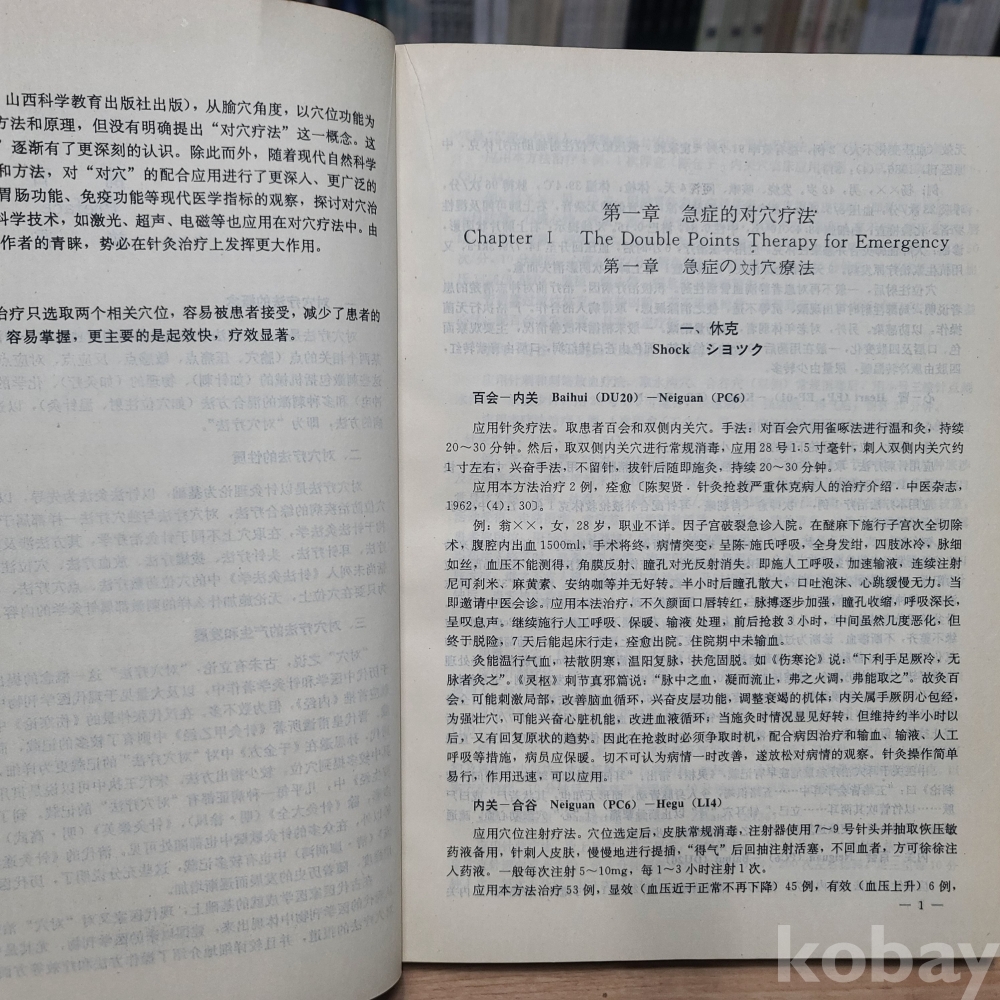 山西科学教育出版社出版），从腧穴角度，以穴位功能为
方法和原理，但没有明确提出“对穴疗法”这一概念。这
”逐渐有了更深刻的认识。除此而外，随着现代自然科学
和方法，对“对穴”的配合应用进行了更深入、更广泛的
胃肠功能、免疫功能等现代医学指标的观察，探讨对穴治
科学技术，如激光、超声、电磁等也应用在对穴疗法中。由
作者的青睐，势必在针灸治疗上发挥更大作用。
治疗只选取两个相关穴位，容易被患者接受，减少了患者的
容易掌握，更主要的是起效快，疗效显著。
第一章 急症的对穴疗法
Chapter I The Double Points Therapy for Emergency
第一章 急症の対穴療法
一、休克
Shock シヨツク
百会－内关 Baihui (DU20)－Neiguan (PC6)
应用针灸疗法。取患者百会和双侧内关穴。手法：对百会穴用雀啄法进行温和灸，持续
20～30分钟。然后，取双侧内关穴进行常规消毒，应用28号1.5寸毫针，刺入双侧内关穴约
1寸左右，兴奋手法，不留针，拔针后随即施灸，持续20～30分钟。
应用本方法治疗2例，痊愈〔陈契贤．针灸抢救严重休克病人的治疗介绍．中医杂志，
1962，(4)；30〕。
例：翁××，女，28岁，职业不详。因子宫破裂急诊入院。在醚麻下施行子宫次全切除
术，腹腔内出血1500ml，手术将终，病情突变，呈陈-施氏呼吸，全身发绀，四肢冰冷，脉细
如丝，血压不能测得，角膜反射、瞳孔对光反射消失。即施人工呼吸，加速输液，连续注射
尼可刹米、麻黄素、安纳咖等并无好转。半小时后瞳孔散大，口吐泡沫、心跳缓慢无力，当
即邀请中医会诊。应用本法治疗，不久颜面口唇转红，脉搏逐步加强，瞳孔收缩，呼吸深长，
呈叹息声。继续施行人工呼吸、保暖、输液处理，前后抢救3小时，中间虽然几度恶化，但
终于脱险，7天后能起床行走，痊愈出院。住院期中未输血。
灸能温行气血，祛散阴寒，温阳复脉，扶危固脱。如《伤寒论》说：“下利手足厥冷，无
脉者灸之”。《灵枢》刺节真邪篇说：“脉中之血，凝而流止，弗之火调，弗能取之”。故灸百
会，可能刺激局部，改善脑血循环，兴奋皮层功能，调整衰竭的机体；内关属手厥阴心包经，
为强壮穴，可能兴奋心脏机能，改进血液循环；当施灸时情况显见好转，但维持约半小时以
后，又有回复原状的趋势。因此在抢救时必须争取时机，配合病因治疗和输血、输液、人工
呼吸等措施，病员应保暖。切不可认为病情一时改善，遂放松对病情的观察。针灸操作简单
易行，作用迅速，可以应用。
内关－合谷 Neiguan (PC6)－Hegu (LI4)
应用穴位注射疗法。穴位选定后，皮肤常规消毒，注射器使用7～9号针头并抽取恢压敏
药液备用，针刺入皮肤，慢慢地进行提插，“得气”后回抽注射活塞，不回血者，方可徐徐注
入药液。一般每次注射5～10mg，每1～3小时注射1次。
应用本方法治疗53例，显效（血压近于正常不再下降）45例，有效（血压上升）6例，
— 1 —
kobay